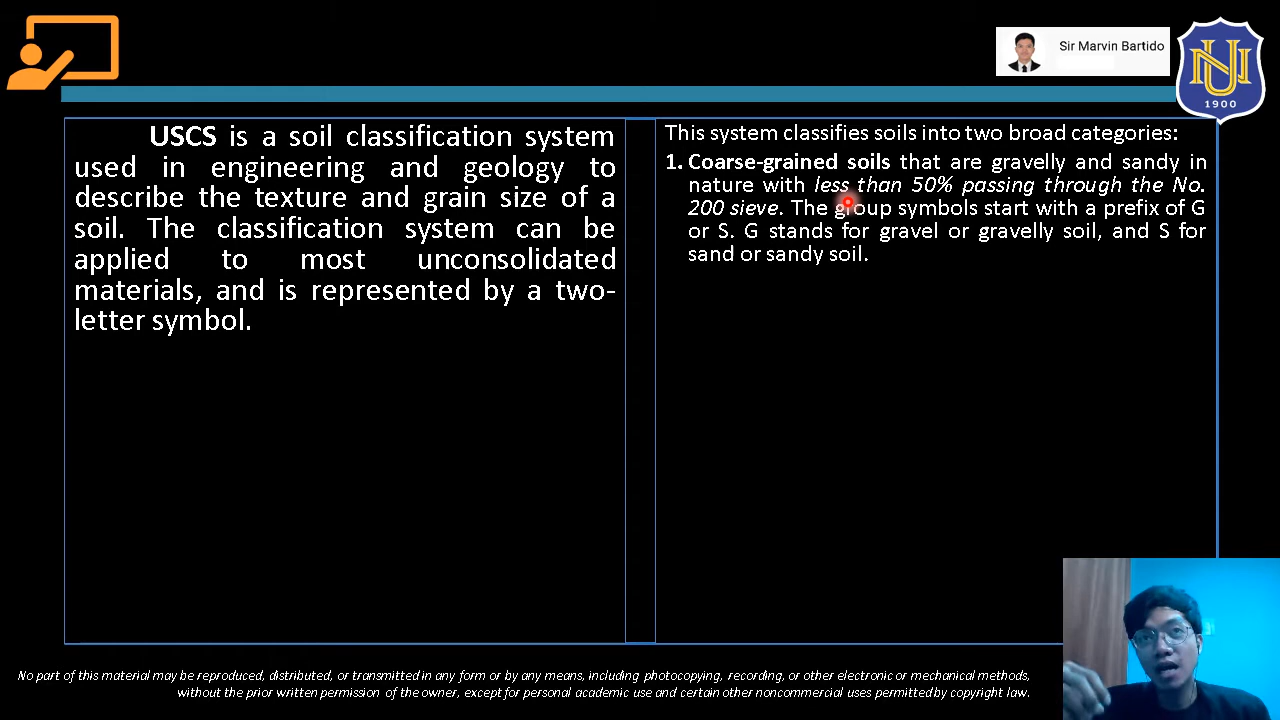 Sir Marvin Bartido
NU
1900
USCS is a soil classification system
used in engineering and geology to
describe the texture and grain size of a
soil. The classification system can be
applied to most unconsolidated
materials, and is represented by a two-
letter symbol.
This system classifies soils into two broad categories:
1. Coarse-grained soils that are gravelly and sandy in
nature with less than 50% passing through the No.
200 sieve. The group symbols start with a prefix of G
or S. G stands for gravel or gravelly soil, and S for
sand or sandy soil.
No part of this material may be reproduced, distributed, or transmitted in any form or by any means, including photocopying, recording, or other electronic or mechanical methods,
without the prior written permission of the owner, except for personal academic use and certain other noncommercial uses permitted by copyright law.